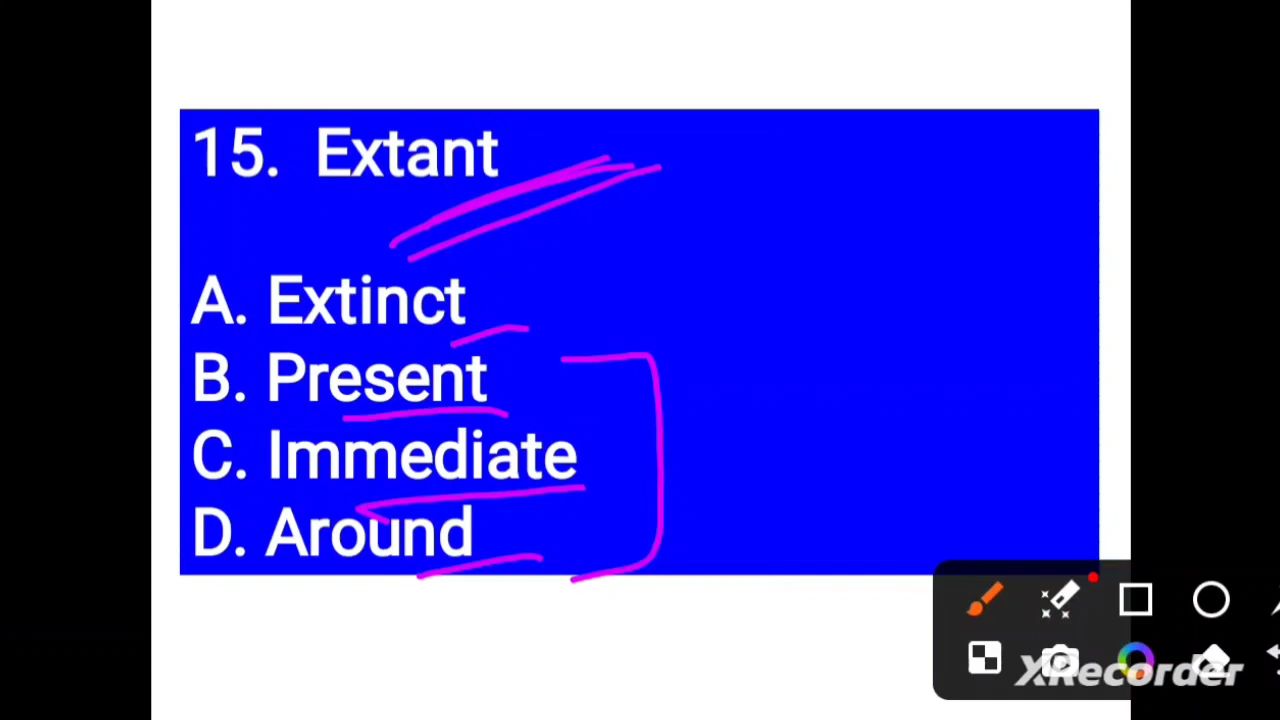 15. Extant
A. Extinct
B. Present
C. Immediate
D. Around
XRecorder